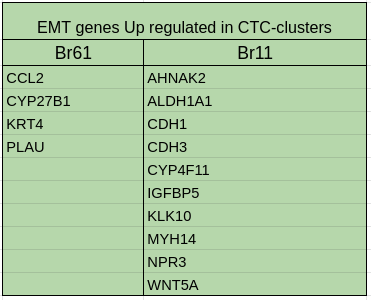 EMT genes Up regulated in CTC-clusters
Br61 Br11
CCL2 AHNAK2
CYP27B1 ALDH1A1
KRT4 CDH1
PLAU CDH3
CYP4F11
IGFBP5
KLK10
MYH14
NPR3
WNT5A